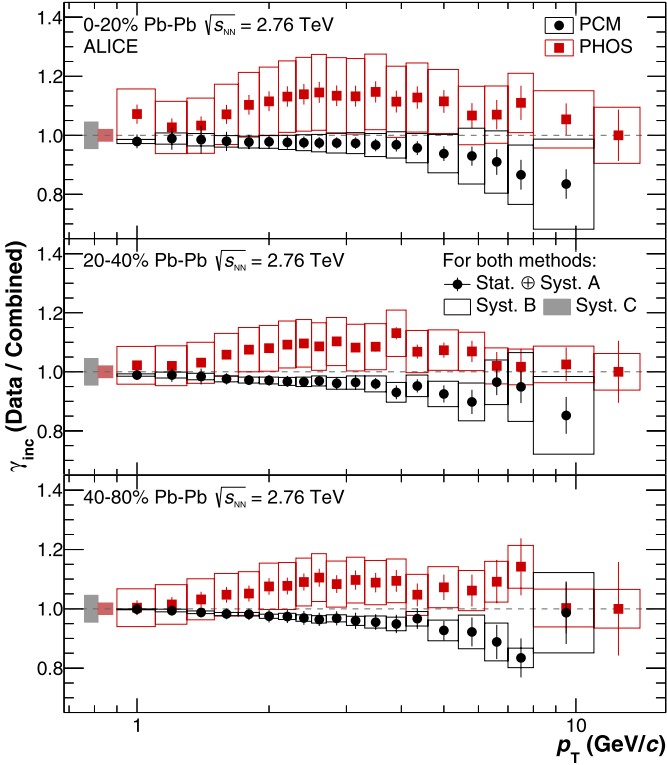 0-20% Pb-Pb √sNN = 2.76 TeV
ALICE
PCM
PHOS
1.4
1.2
1.0
0.8
20-40% Pb-Pb √sNN = 2.76 TeV
For both methods:
Stat. ⊕ Syst. A
Syst. B
Syst. C
1.4
1.2
1.0
0.8
γinc (Data / Combined)
40-80% Pb-Pb √sNN = 2.76 TeV
1.4
1.2
1.0
0.8
1
10
pT (GeV/c)